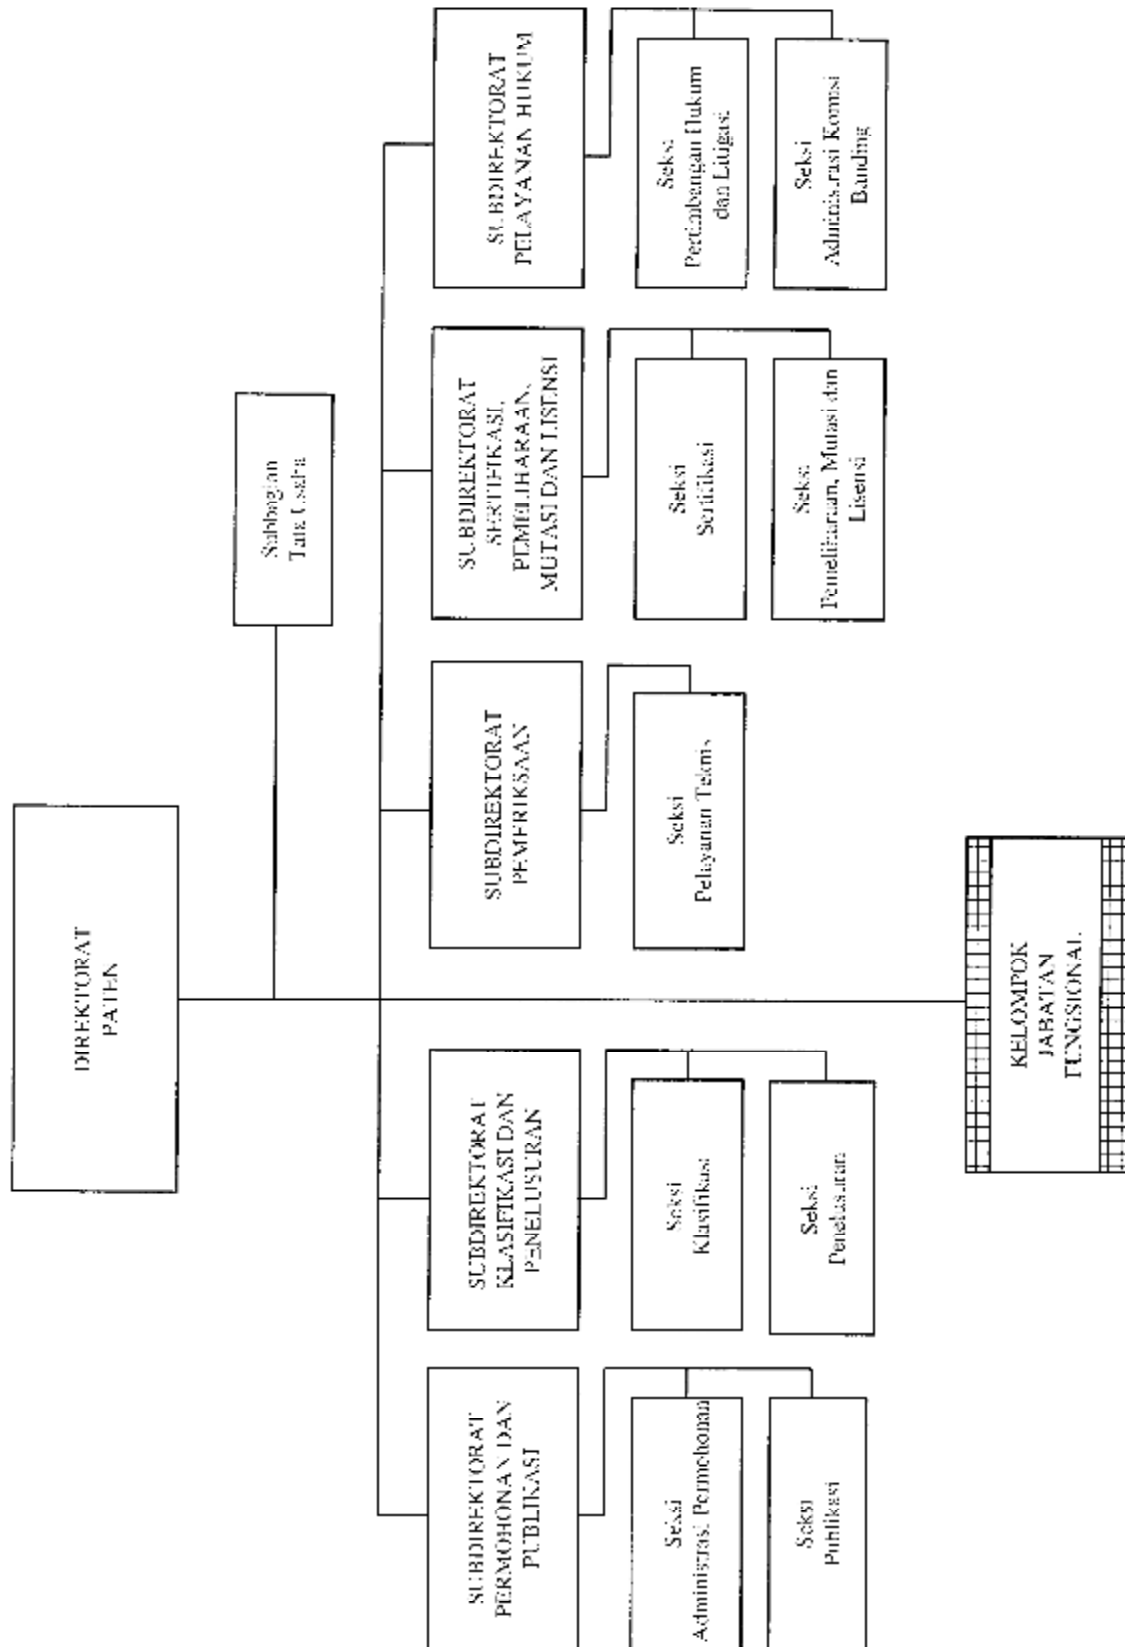 DIREKTORAT
PATEN
Subbagian
Tata Usaha
SUBDIREKTORAT
PERMOHONAN DAN
PUBLIKASI
SUBDIREKTORAT
KLASIFIKASI DAN
PENELUSURAN
SUBDIREKTORAT
PEMERIKSAAN
SUBDIREKTORAT
SERTIFIKASI,
PEMELIHARAAN,
MUTASI DAN LISENSI
SUBDIREKTORAT
PELAYANAN HUKUM
Seksi
Administrasi Permohonan
Seksi
Klasifikasi
Seksi
Pelayanan Teknis
Seksi
Sertifikasi
Seksi
Pertimbangan Hukum
dan Litigasi
Seksi
Publikasi
Seksi
Penelusuran
Seksi
Pemeliharaan, Mutasi dan
Lisensi
Seksi
Administrasi Komisi
Banding
KELOMPOK
JABATAN
FUNGSIONAL